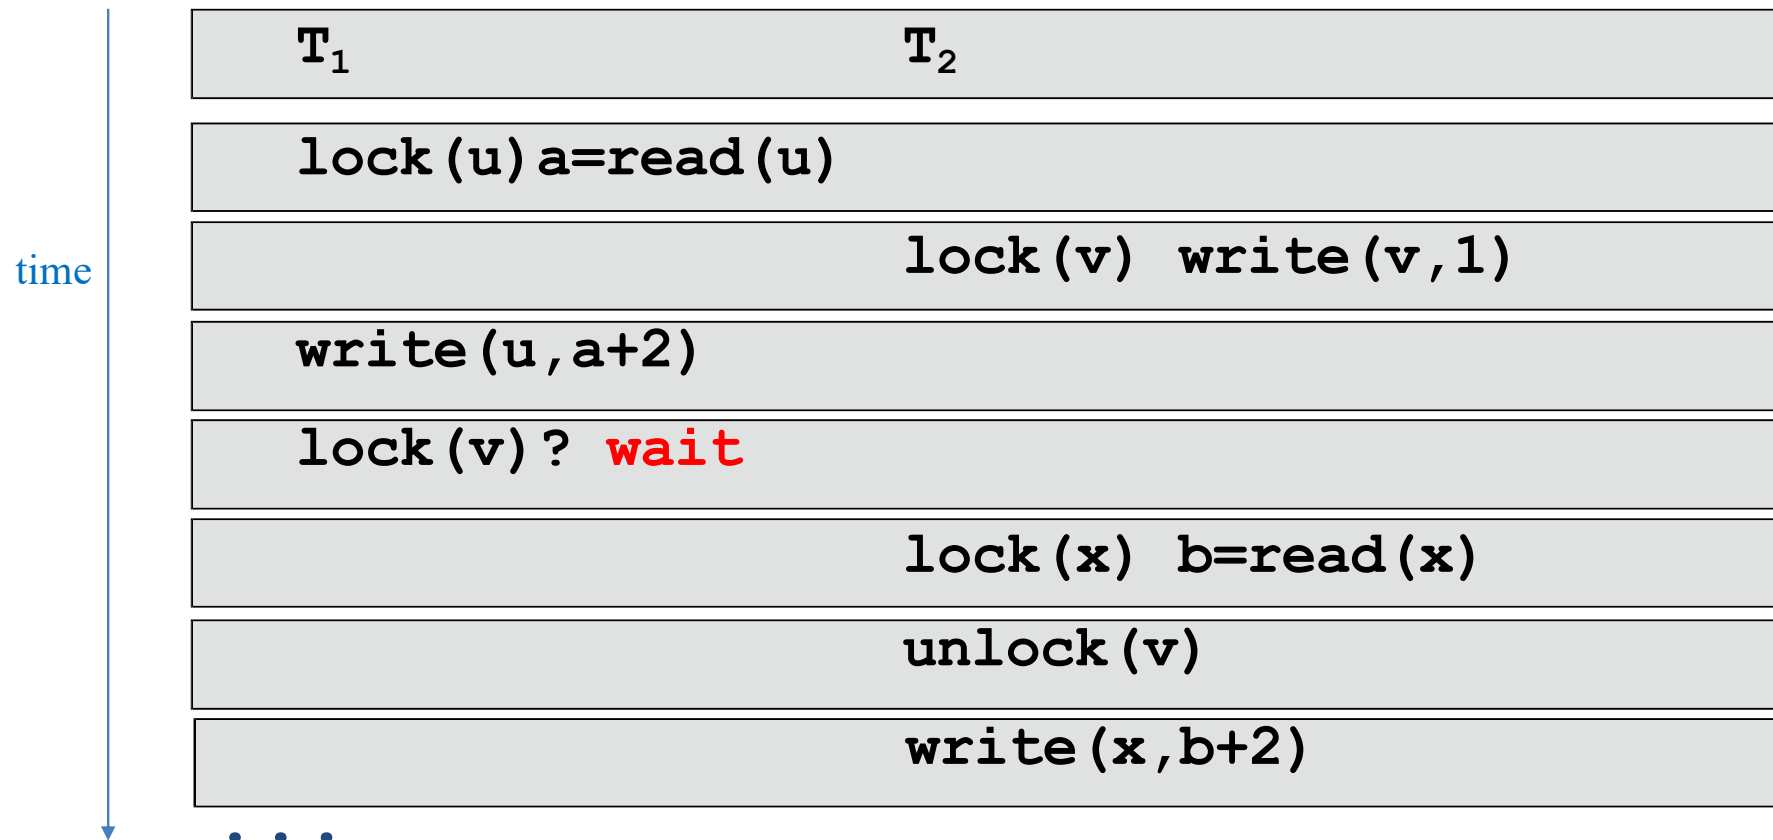 T₁ T₂
lock(u)a=read(u)
lock(v) write(v,1)
time
write(u,a+2)
lock(v)? wait
lock(x) b=read(x)
unlock(v)
write(x,b+2)
...